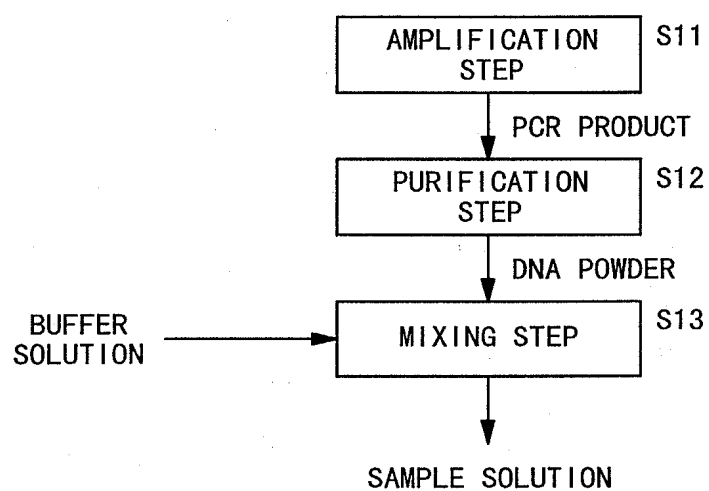 AMPLIFICATION
STEP
S11
PCR PRODUCT
PURIFICATION
STEP
S12
DNA POWDER
BUFFER
SOLUTION
MIXING STEP
S13
SAMPLE SOLUTION